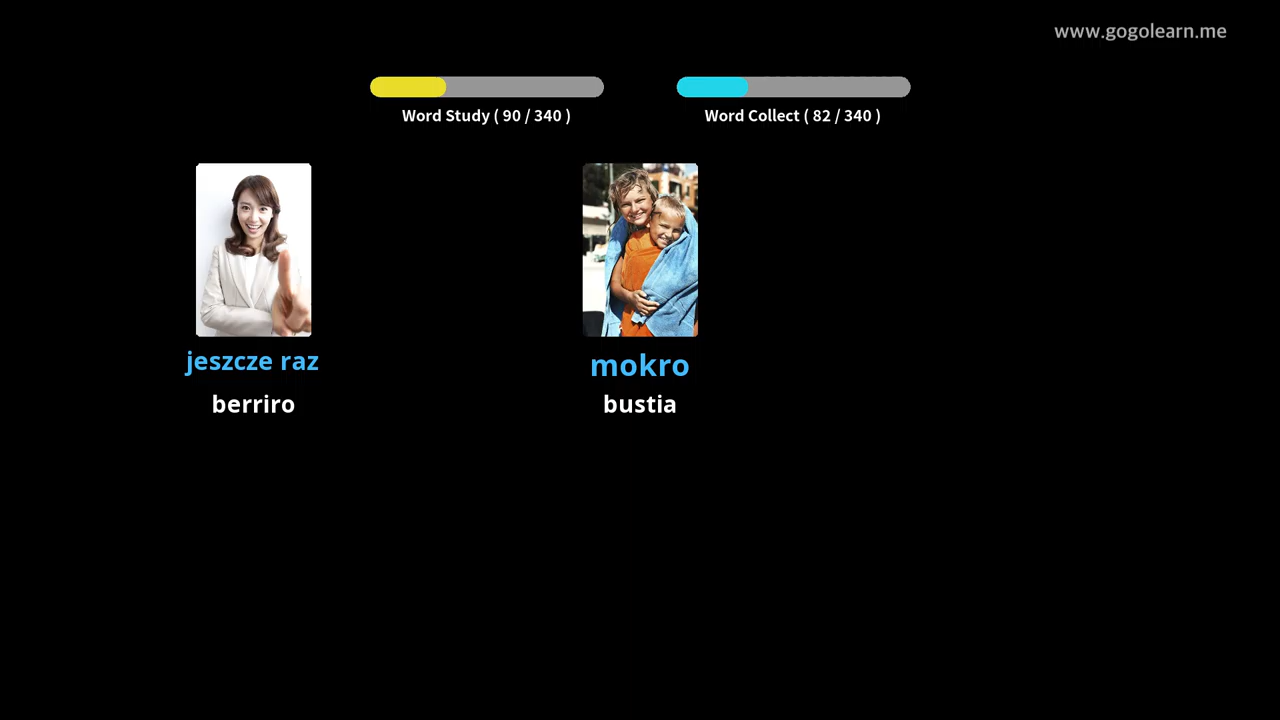 www.gogolearn.me
Word Study ( 90 / 340 )
Word Collect ( 82 / 340 )
jeszcze raz
berriro
mokro
bustia